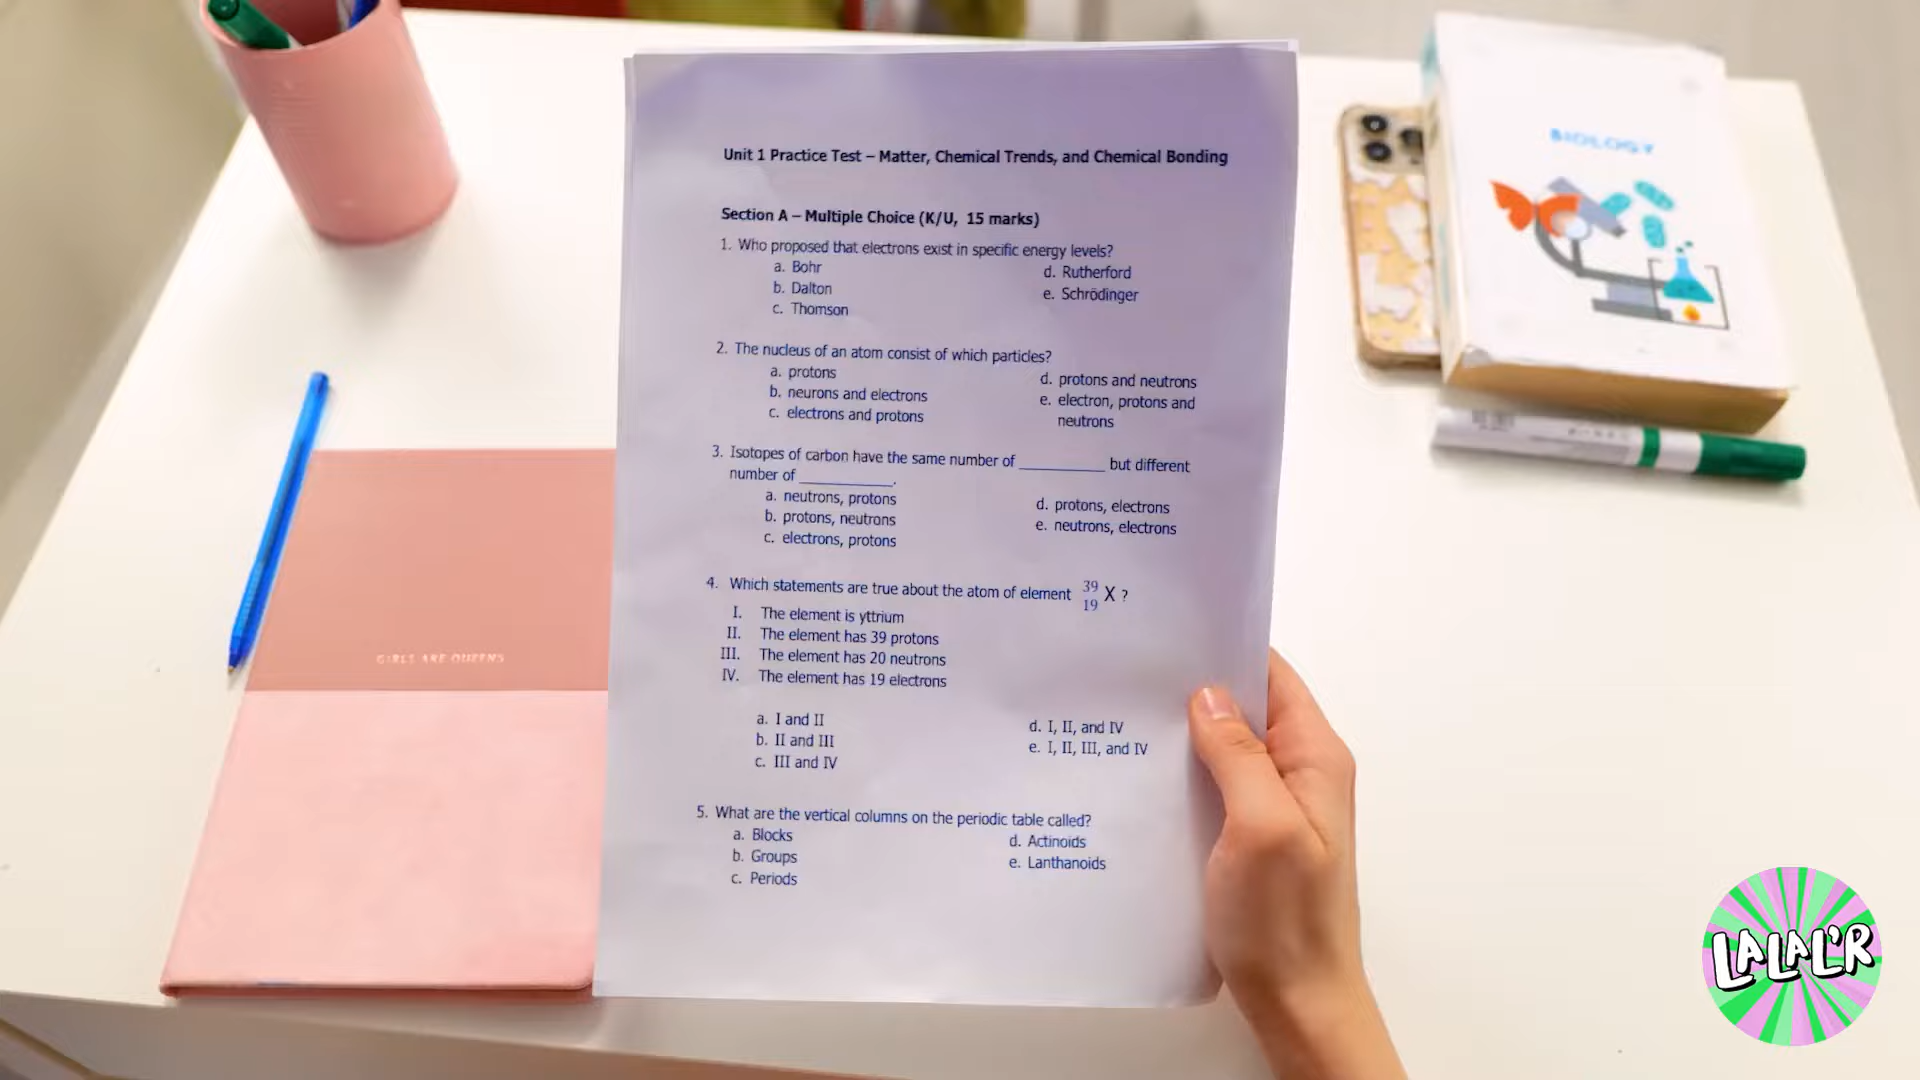 Unit 1 Practice Test – Matter, Chemical Trends, and Chemical Bonding
Section A – Multiple Choice (K/U, 15 marks)
1. Who proposed that electrons exist in specific energy levels?
a. Bohr
b. Dalton
c. Thomson
d. Rutherford
e. Schrödinger
2. The nucleus of an atom consist of which particles?
a. protons
b. neurons and electrons
c. electrons and protons
d. protons and neutrons
e. electron, protons and
neutrons
3. Isotopes of carbon have the same number of __________ but different
number of ___________.
a. neutrons, protons
b. protons, neutrons
c. electrons, protons
d. protons, electrons
e. neutrons, electrons
4. Which statements are true about the atom of element 39 19 X ?
I. The element is yttrium
II. The element has 39 protons
III. The element has 20 neutrons
IV. The element has 19 electrons
a. I and II
b. II and III
c. III and IV
d. I, II, and IV
e. I, II, III, and IV
5. What are the vertical columns on the periodic table called?
a. Blocks
b. Groups
c. Periods
d. Actinoids
e. Lanthanoids
GIRLS ARE QUEENS
BIOLOGY
LALAL'R